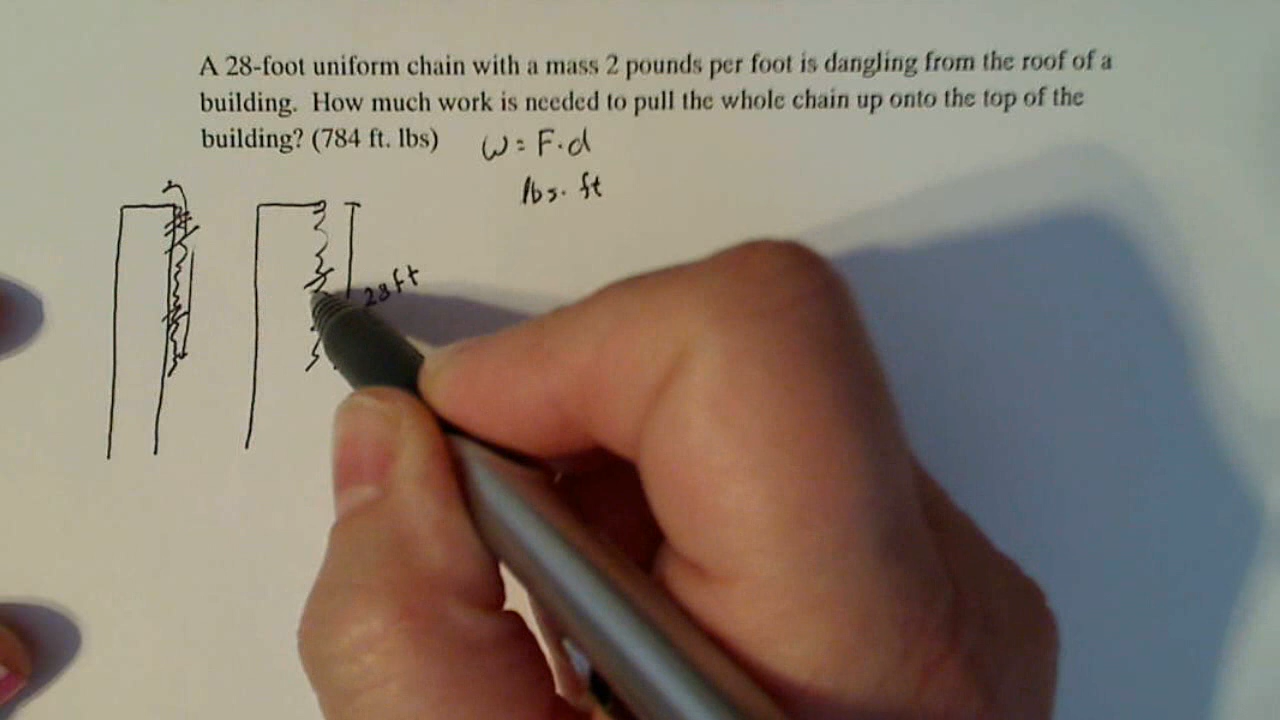 A 28-foot uniform chain with a mass 2 pounds per foot is dangling from the roof of a
building. How much work is needed to pull the whole chain up onto the top of the
building? (784 ft. lbs) W = F·d
lbs. ft
28ft